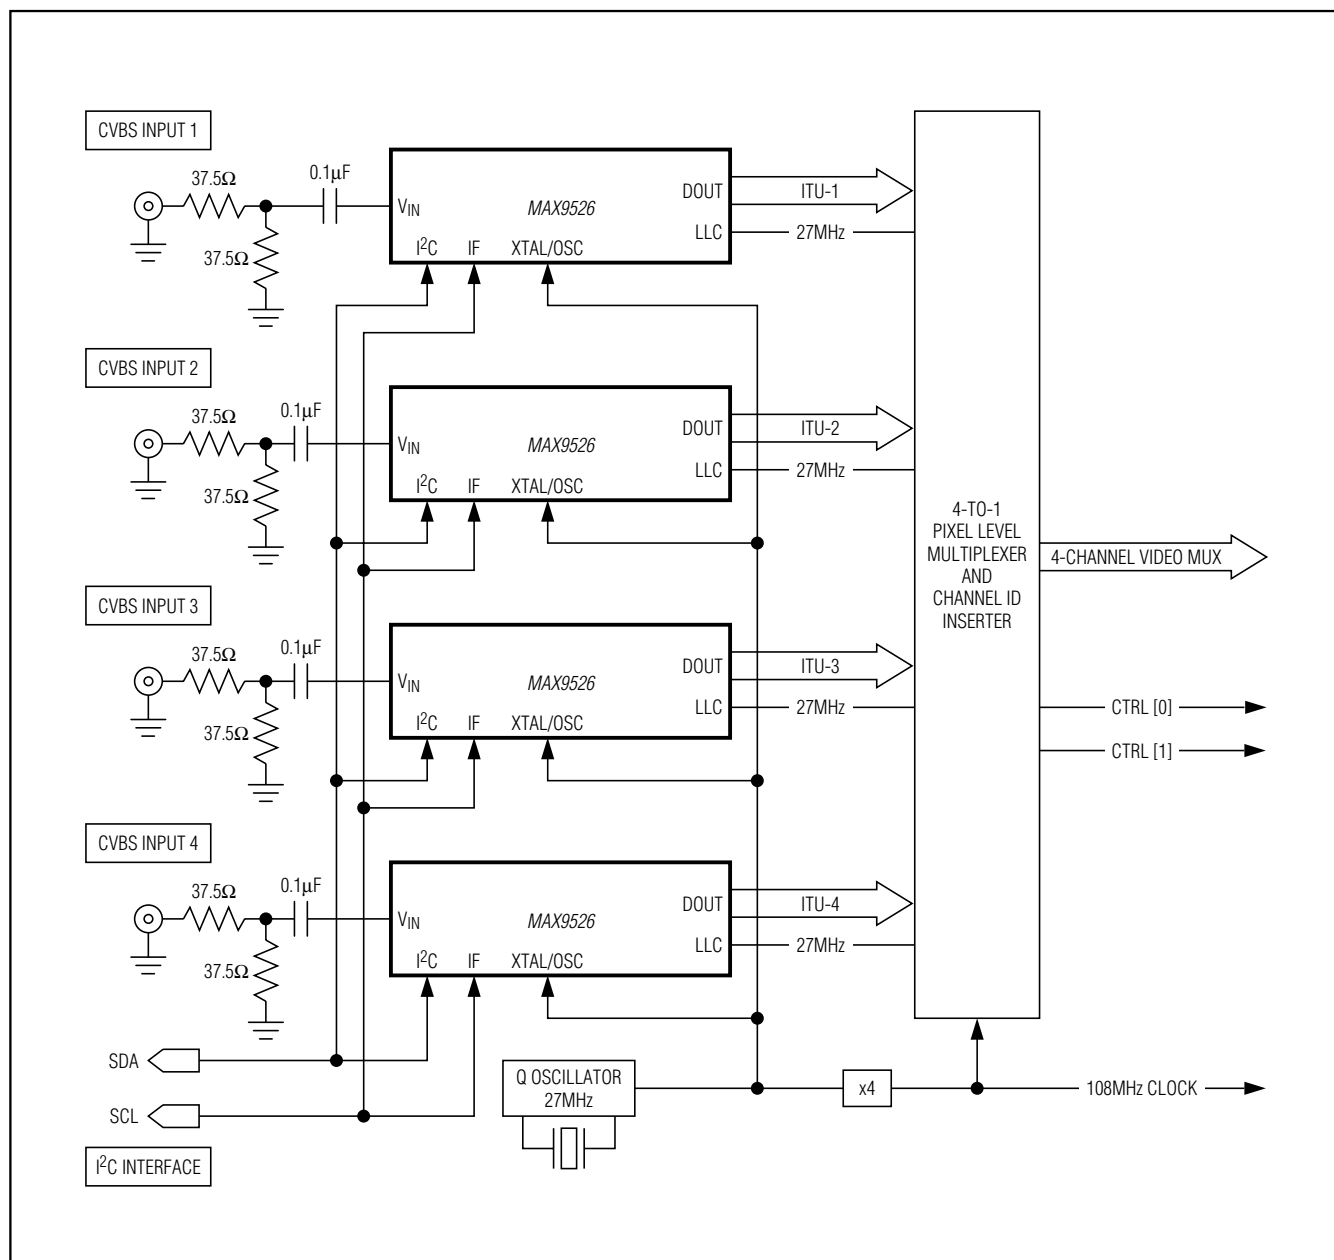 CVBS INPUT 1
37.5Ω
0.1µF
37.5Ω
VIN
MAX9526
DOUT
LLC
I²C IF XTAL/OSC
ITU-1
27MHz
CVBS INPUT 2
37.5Ω
0.1µF
37.5Ω
VIN
MAX9526
DOUT
LLC
I²C IF XTAL/OSC
ITU-2
27MHz
CVBS INPUT 3
37.5Ω
0.1µF
37.5Ω
VIN
MAX9526
DOUT
LLC
I²C IF XTAL/OSC
ITU-3
27MHz
CVBS INPUT 4
37.5Ω
0.1µF
37.5Ω
VIN
MAX9526
DOUT
LLC
I²C IF XTAL/OSC
ITU-4
27MHz
4-TO-1
PIXEL LEVEL
MULTIPLEXER
AND
CHANNEL ID
INSERTER
4-CHANNEL VIDEO MUX
CTRL [0]
CTRL [1]
SDA
SCL
I²C INTERFACE
Q OSCILLATOR
27MHz
x4
108MHz CLOCK